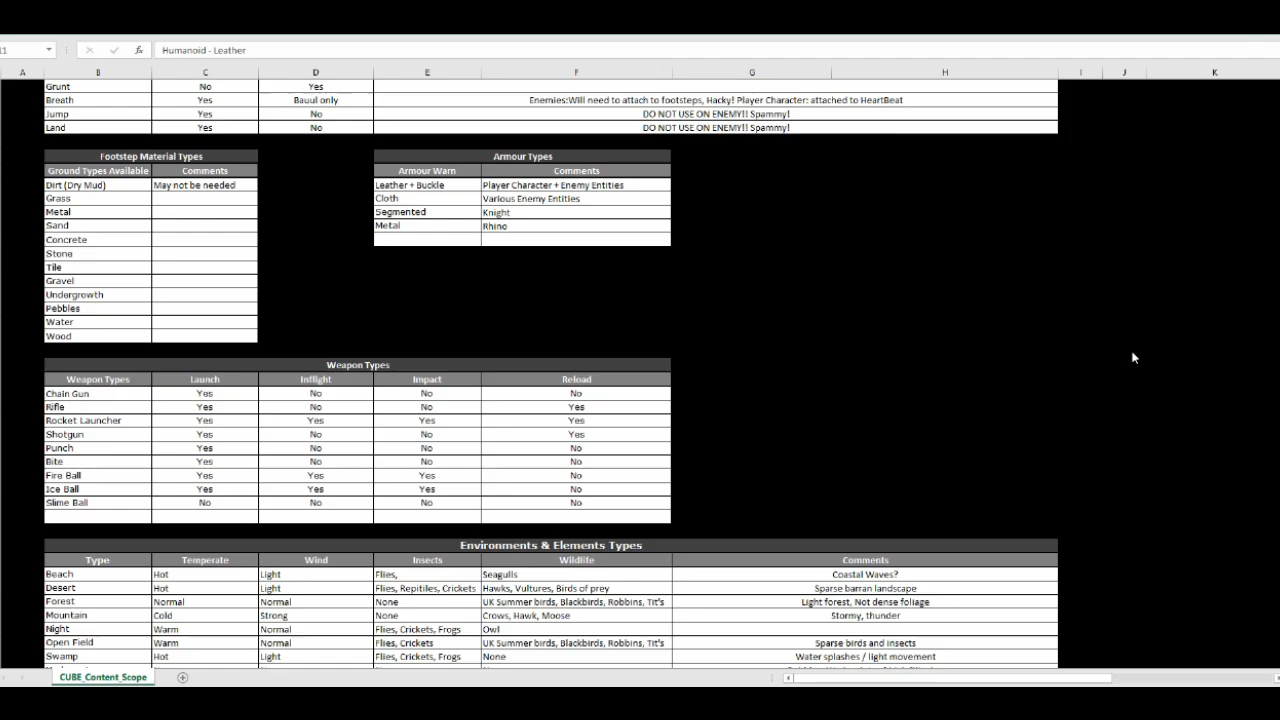 11 fx Humanoid - Leather
A B C D E F G H I J K
Grunt No Yes
Breath Yes Bauul only Enemies:Will need to attach to footsteps, Hacky! Player Character: attached to HeartBeat
Jump Yes No DO NOT USE ON ENEMY!! Spammy!
Land Yes No DO NOT USE ON ENEMY!! Spammy!
Footstep Material Types Armour Types
Ground Types Available Comments Armour Warn Comments
Dirt (Dry Mud) May not be needed Leather + Buckle Player Character + Enemy Entities
Grass Cloth Various Enemy Entities
Metal Segmented Knight
Sand Metal Rhino
Concrete
Stone
Tile
Gravel
Undergrowth
Pebbles
Water
Wood
Weapon Types
Weapon Types Launch Inflight Impact Reload
Chain Gun Yes No No No
Rifle Yes No No Yes
Rocket Launcher Yes Yes Yes Yes
Shotgun Yes No No Yes
Punch Yes No No No
Bite Yes No No No
Fire Ball Yes Yes Yes No
Ice Ball Yes Yes Yes No
Slime Ball No No No No
Environments & Elements Types
Type Temperate Wind Insects Wildlife Comments
Beach Hot Light Flies, Seagulls Coastal Waves?
Desert Hot Light Flies, Repitiles, Crickets Hawks, Vultures, Birds of prey Sparse barran landscape
Forest Normal Normal None UK Summer birds, Blackbirds, Robbins, Tit's Light forest, Not dense foliage
Mountain Cold Strong None Crows, Hawk, Moose Stormy, thunder
Night Warm Normal Flies, Crickets, Frogs Owl
Open Field Warm Normal Flies, Crickets UK Summer birds, Blackbirds, Robbins, Tit's Sparse birds and insects
Swamp Hot Light Flies, Crickets, Frogs None Water splashes / light movement
CUBE_Content_Scope